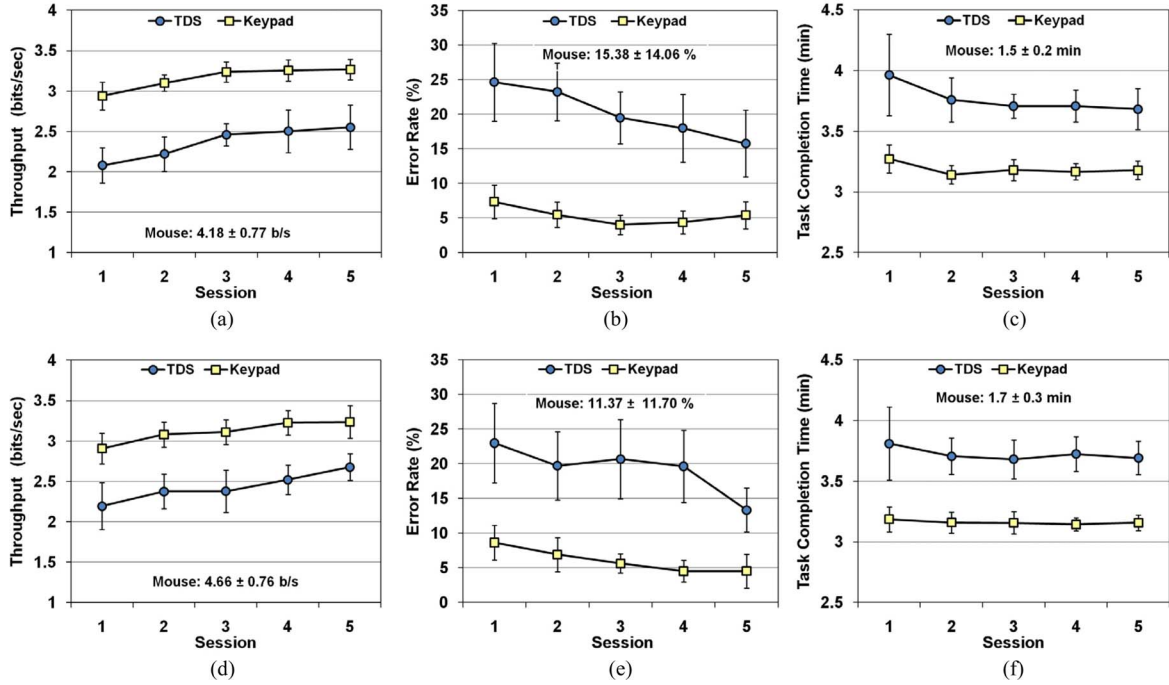 TDS Keypad
4
3.5
3
2.5
2
1.5
1
Throughput (bits/sec)
Mouse: 4.18 ± 0.77 b/s
1 2 3 4 5
Session
(a)
TDS Keypad
35
30
25
20
15
10
5
0
Error Rate (%)
Mouse: 15.38 ± 14.06 %
1 2 3 4 5
Session
(b)
TDS Keypad
4.5
4
3.5
3
2.5
Task Completion Time (min)
Mouse: 1.5 ± 0.2 min
1 2 3 4 5
Session
(c)
TDS Keypad
4
3.5
3
2.5
2
1.5
1
Throughput (bits/sec)
Mouse: 4.66 ± 0.76 b/s
1 2 3 4 5
Session
(d)
TDS Keypad
35
30
25
20
15
10
5
0
Error Rate (%)
Mouse: 11.37 ± 11.70 %
1 2 3 4 5
Session
(e)
TDS Keypad
4.5
4
3.5
3
2.5
Task Completion Time (min)
Mouse: 1.7 ± 0.3 min
1 2 3 4 5
Session
(f)